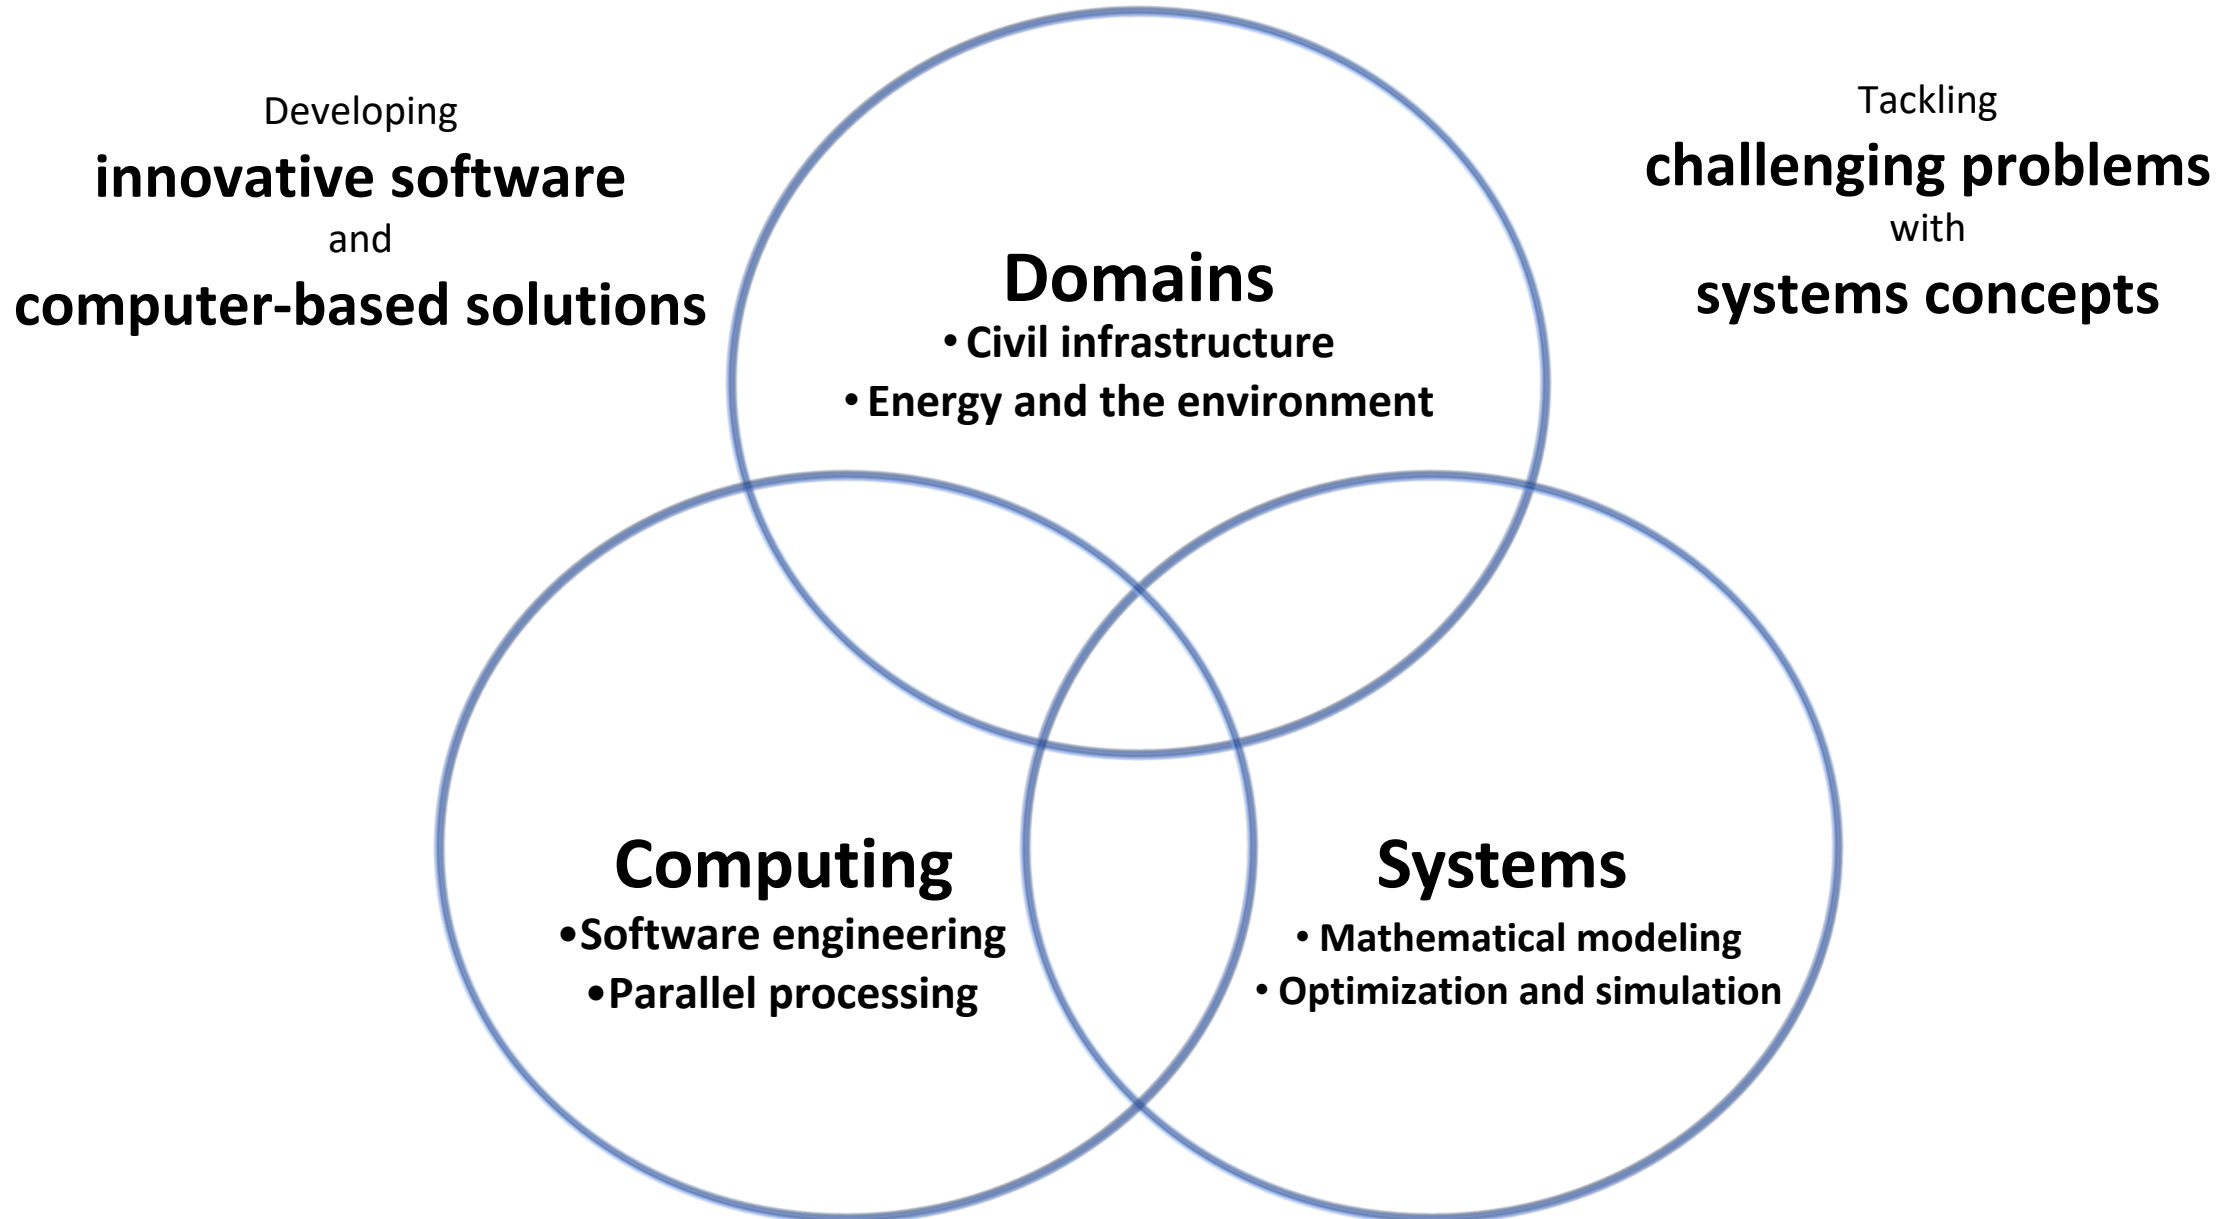 Developing
innovative software
and
computer-based solutions
Tackling
challenging problems
with
systems concepts
Domains
• Civil infrastructure
• Energy and the environment
Computing
•Software engineering
•Parallel processing
Systems
• Mathematical modeling
• Optimization and simulation